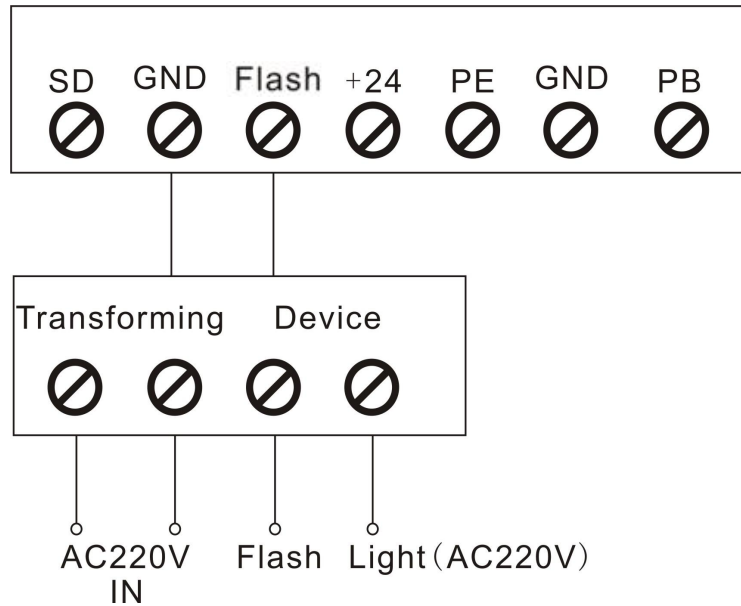 SD GND Flash +24 PE GND PB
Transforming Device
AC220V Flash Light（AC220V）
IN